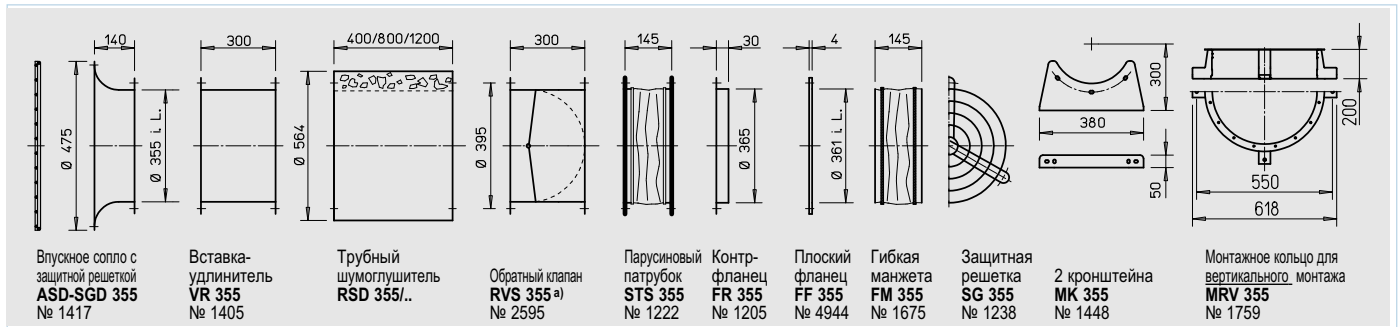 140
300
400/800/1200
300
145
30
4
145
Ø 475
Ø 355 i. L.
Ø 564
Ø 395
Ø 365
Ø 361 i. L.
300
380
50
200
550
618
Впускное сопло с
защитной решеткой
ASD-SGD 355
№ 1417
Вставка-
удлинитель
VR 355
№ 1405
Трубный
шумоглушитель
RSD 355/..
Обратный клапан
RVS 355 a)
№ 2595
Парусиновый
патрубок
STS 355
№ 1222
Контр-
фланец
FR 355
№ 1205
Плоский
фланец
FF 355
№ 4944
Гибкая
манжета
FM 355
№ 1675
Защитная
решетка
SG 355
№ 1238
2 кронштейна
MK 355
№ 1448
Монтажное кольцо для
вертикального монтажа
MRV 355
№ 1759